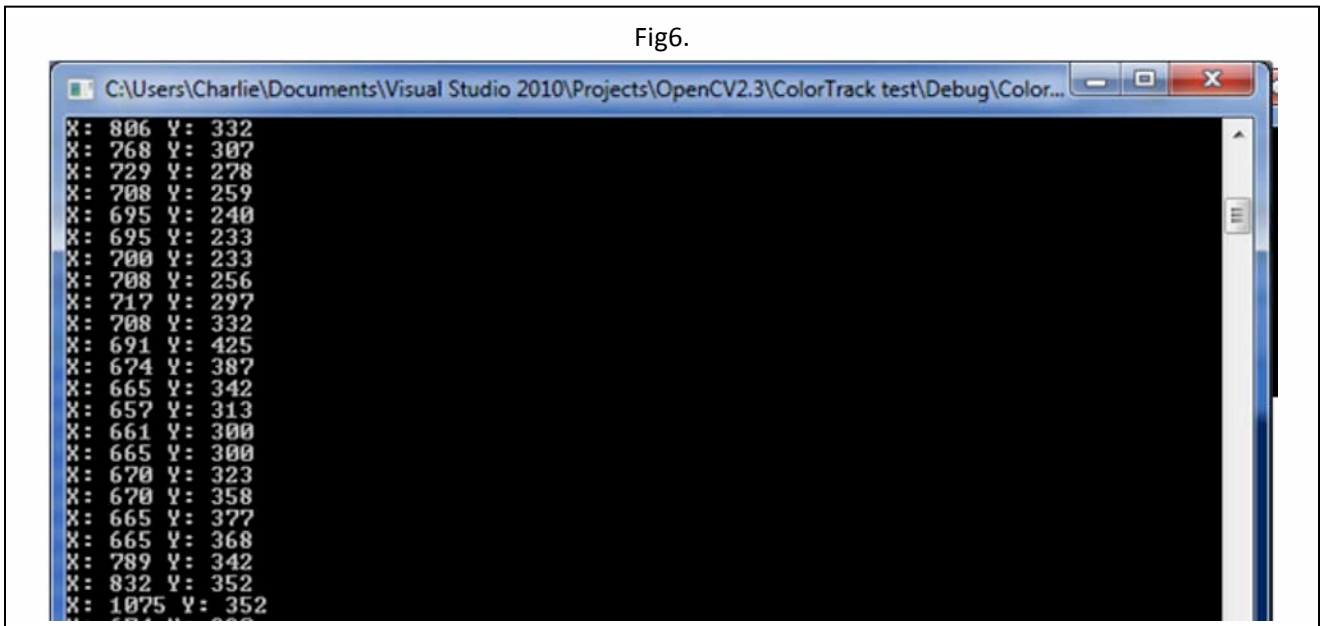 Fig6.
C:\Users\Charlie\Documents\Visual Studio 2010\Projects\OpenCV2.3\ColorTrack test\Debug\Color...
X: 806 Y: 332
X: 768 Y: 307
X: 729 Y: 278
X: 708 Y: 259
X: 695 Y: 240
X: 695 Y: 233
X: 700 Y: 233
X: 708 Y: 256
X: 717 Y: 297
X: 708 Y: 332
X: 691 Y: 425
X: 674 Y: 387
X: 665 Y: 342
X: 657 Y: 313
X: 661 Y: 300
X: 665 Y: 300
X: 670 Y: 323
X: 670 Y: 358
X: 665 Y: 377
X: 665 Y: 368
X: 789 Y: 342
X: 832 Y: 352
X: 1075 Y: 352